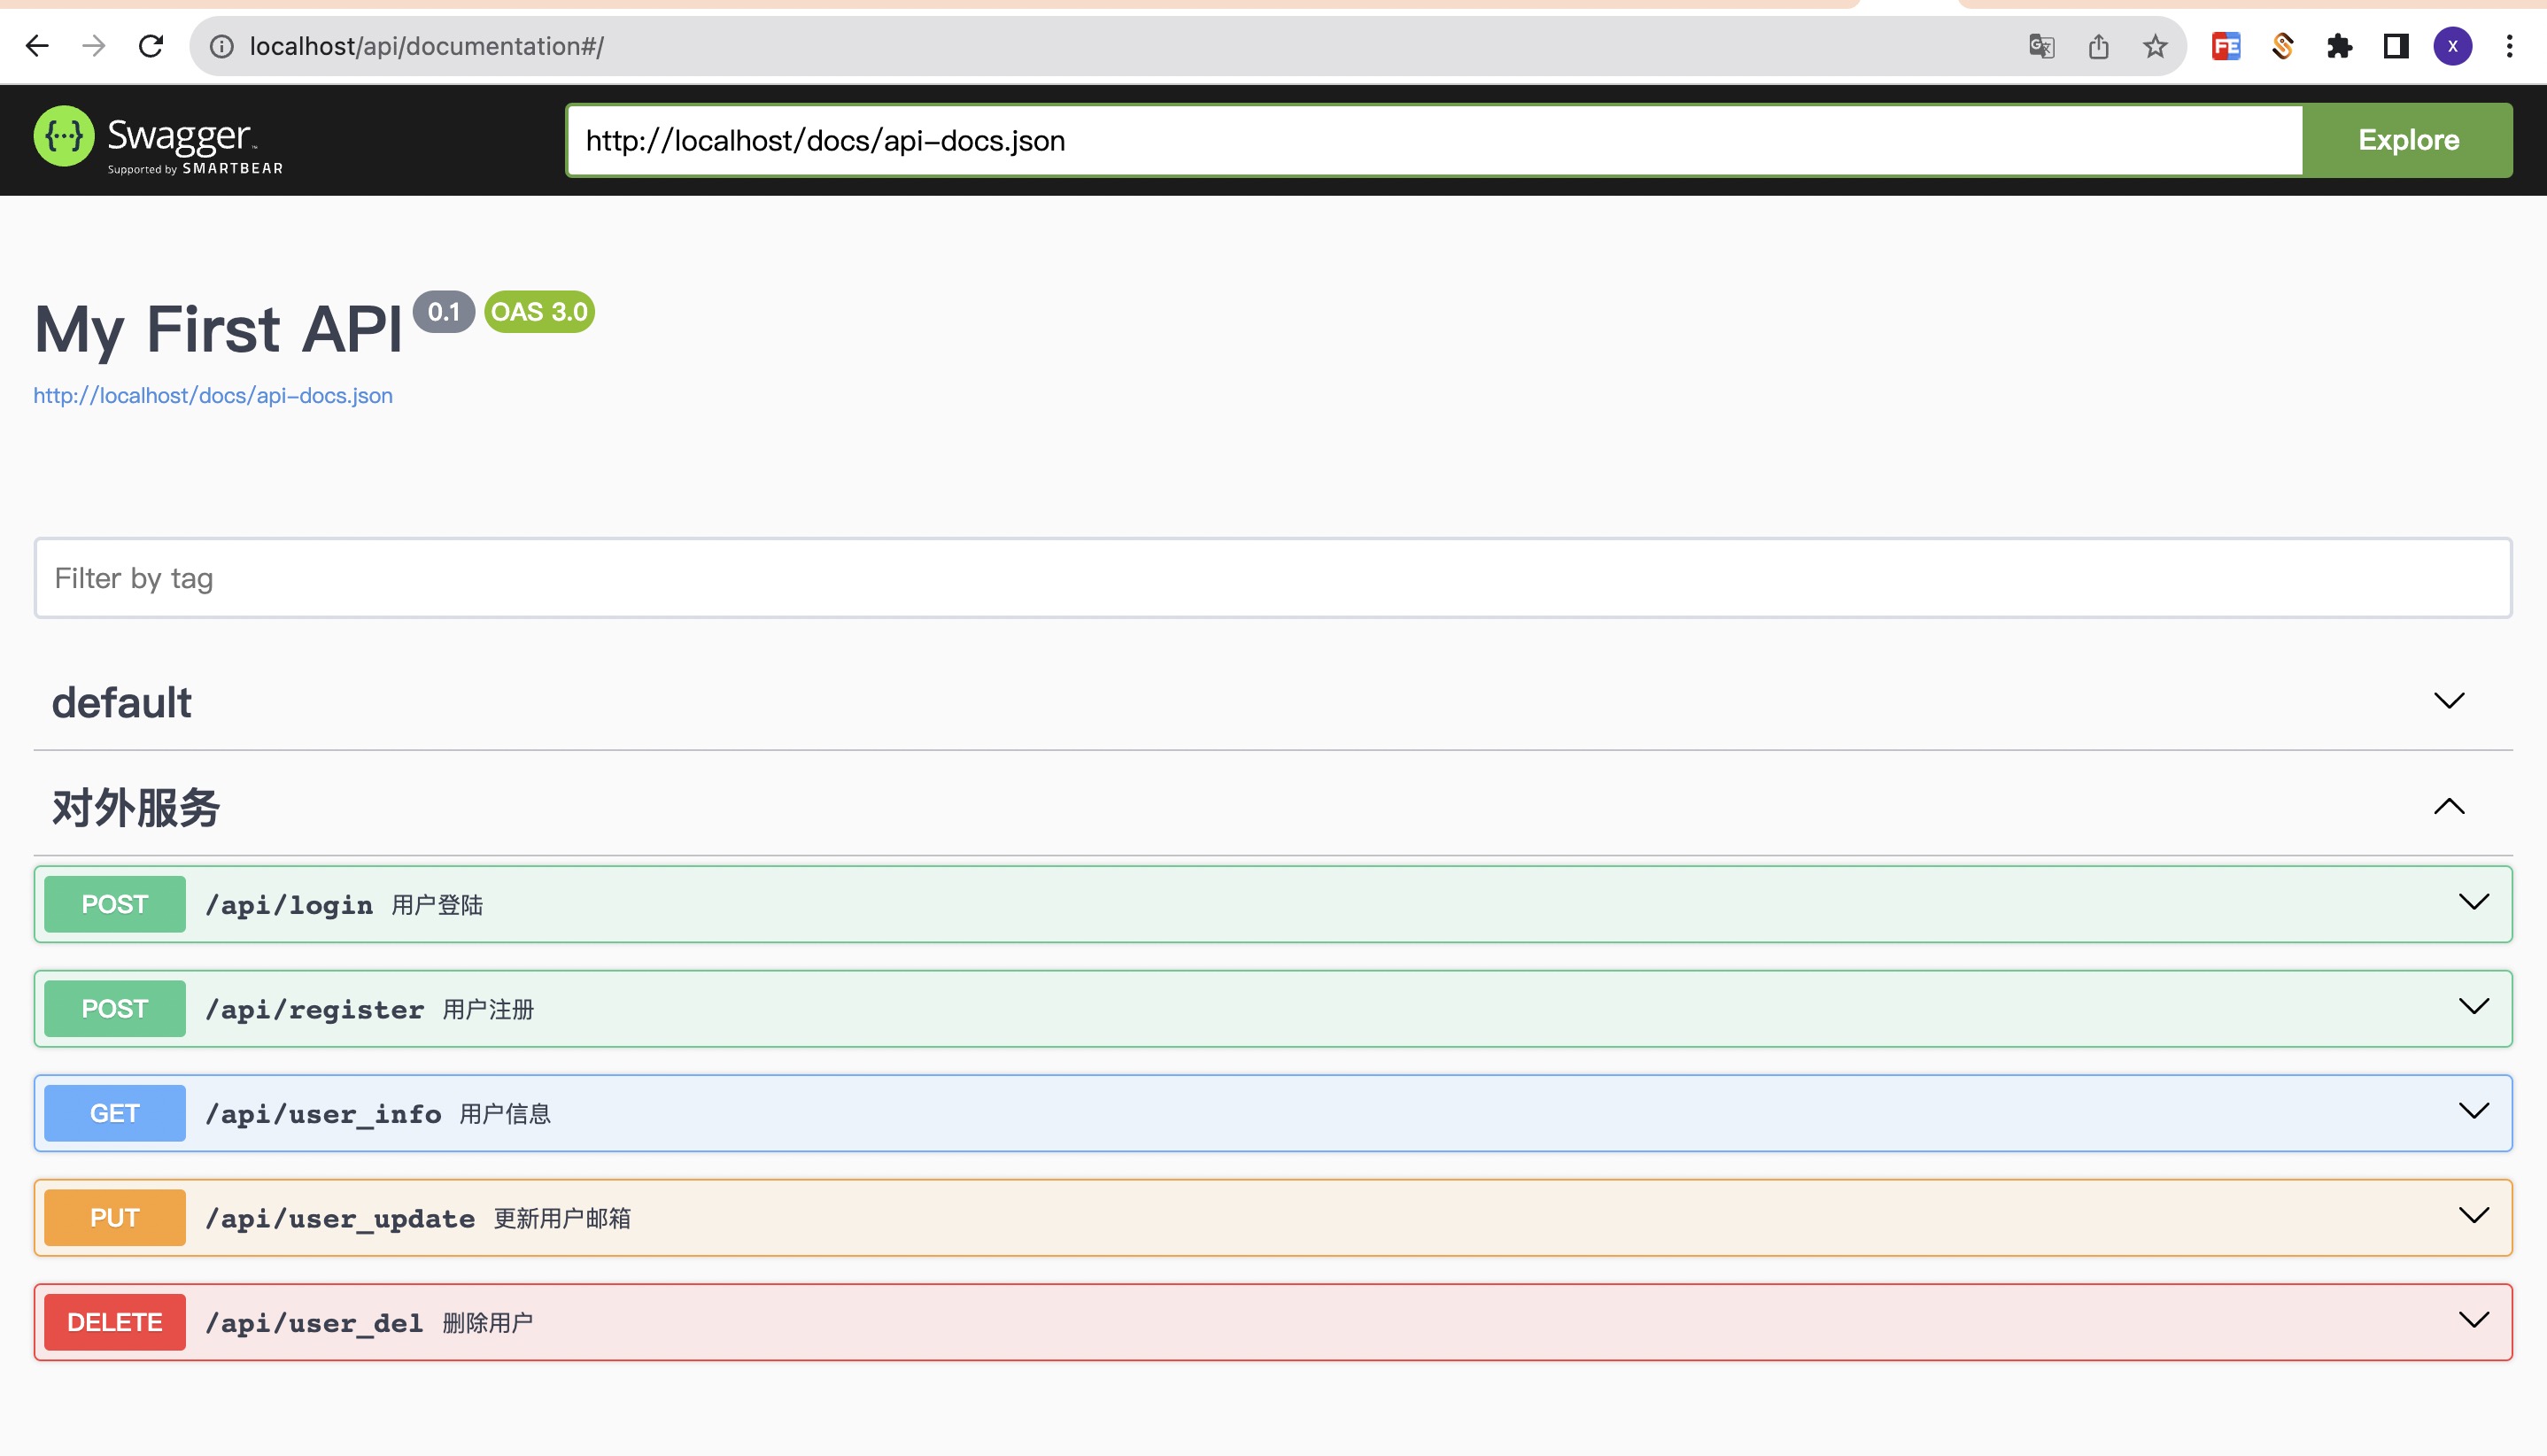 localhost/api/documentation#/
FE
X
{···} Swagger™
Supported by SMARTBEAR
http://localhost/docs/api-docs.json
Explore
My First API 0.1 OAS 3.0
http://localhost/docs/api-docs.json
Filter by tag
default
对外服务
POST /api/login 用户登陆
POST /api/register 用户注册
GET /api/user_info 用户信息
PUT /api/user_update 更新用户邮箱
DELETE /api/user_del 删除用户